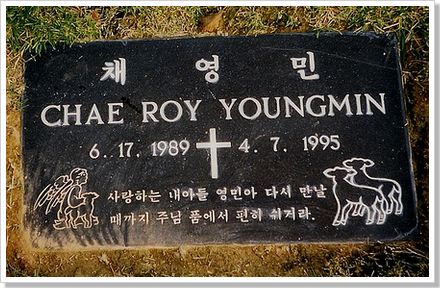 채 영 민
CHAE ROY YOUNGMIN
6. 17. 1989 4. 7. 1995
사랑하는 내아들 영민아 다시 만날
때까지 주님 품에서 편히 쉬거라.